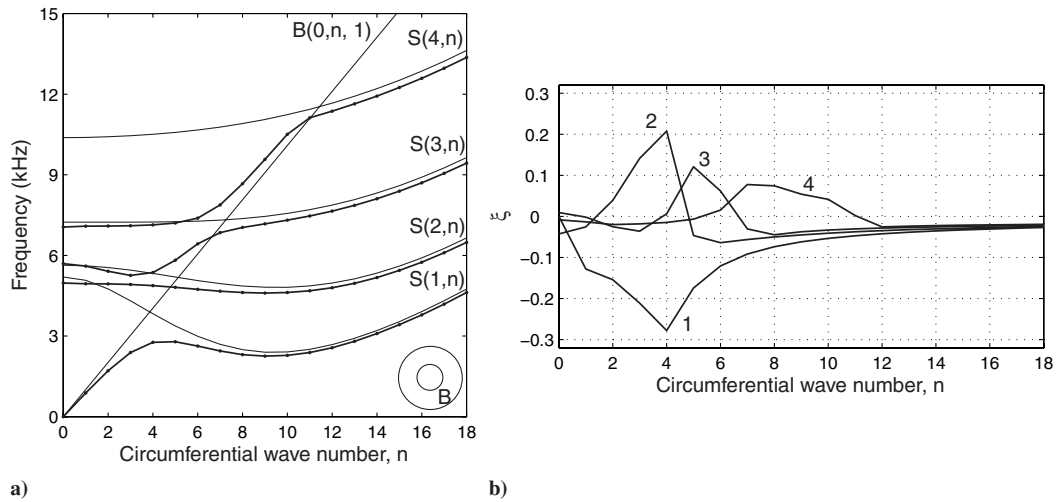 15
12
9
6
3
0
Frequency (kHz)
B(0,n, 1)
S(4,n)
S(3,n)
S(2,n)
S(1,n)
B
0 2 4 6 8 10 12 14 16 18
Circumferential wave number, n
a)
0.3
0.2
0.1
0
−0.1
−0.2
−0.3
ξ
2
3
4
1
0 2 4 6 8 10 12 14 16 18
Circumferential wave number, n
b)